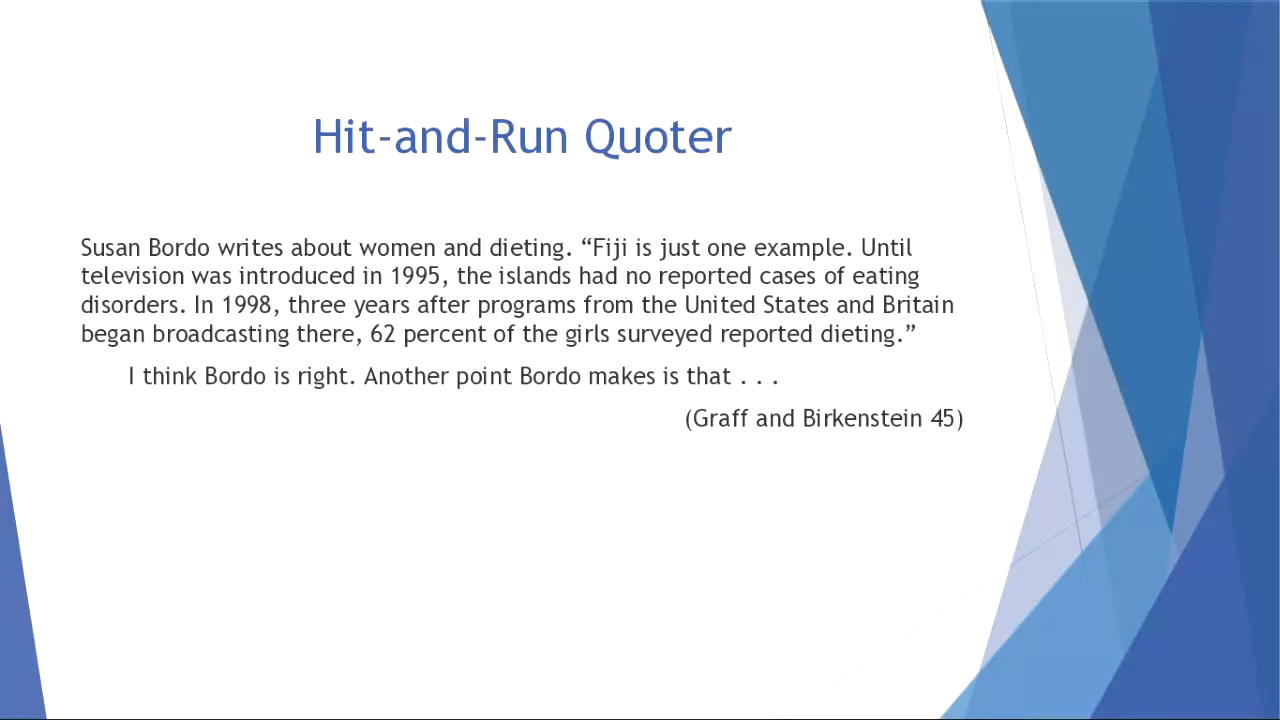 Hit-and-Run Quoter
Susan Bordo writes about women and dieting. “Fiji is just one example. Until
television was introduced in 1995, the islands had no reported cases of eating
disorders. In 1998, three years after programs from the United States and Britain
began broadcasting there, 62 percent of the girls surveyed reported dieting.”
I think Bordo is right. Another point Bordo makes is that . . .
(Graff and Birkenstein 45)